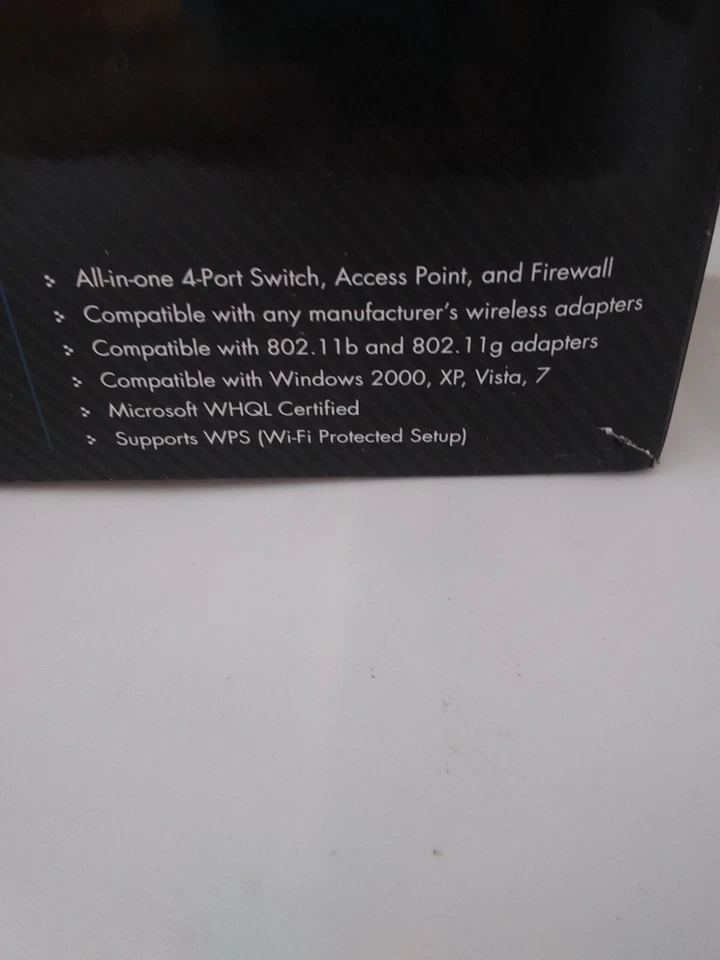 All-in-one 4-Port Switch, Access Point, and Firewall
Compatible with any manufacturer's wireless adapters
Compatible with 802.11b and 802.11g adapters
Compatible with Windows 2000, XP, Vista, 7
Microsoft WHQL Certified
Supports WPS (Wi-Fi Protected Setup)